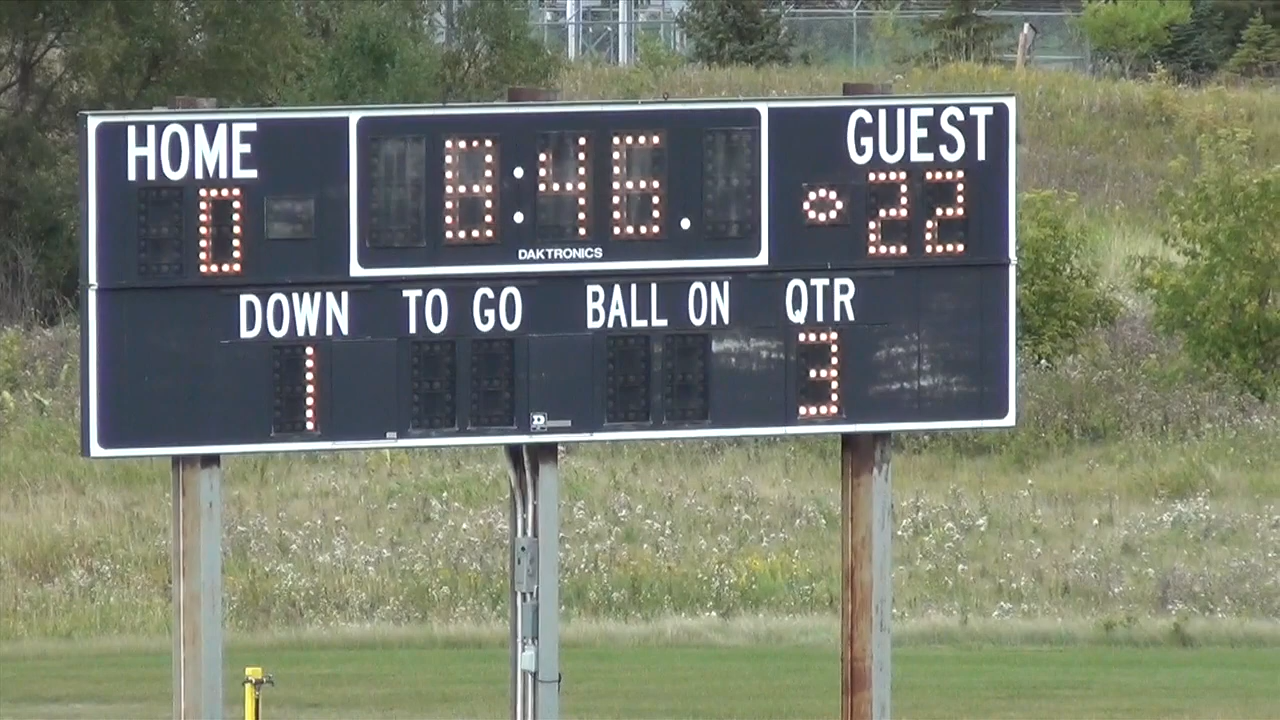 HOME 8:46. GUEST
0 22
DAKTRONICS
DOWN TO GO BALL ON QTR
1 3
D